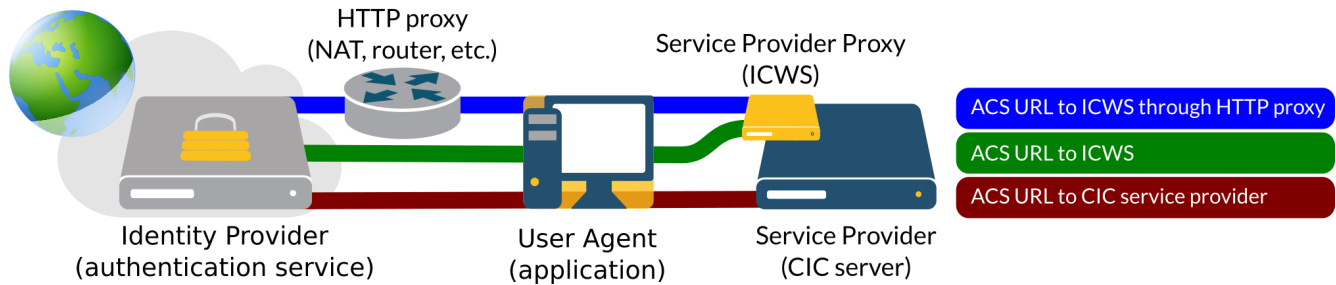 HTTP proxy
(NAT, router, etc.)
Service Provider Proxy
(ICWS)
ACS URL to ICWS through HTTP proxy
ACS URL to ICWS
ACS URL to CIC service provider
Identity Provider
(authentication service)
User Agent
(application)
Service Provider
(CIC server)